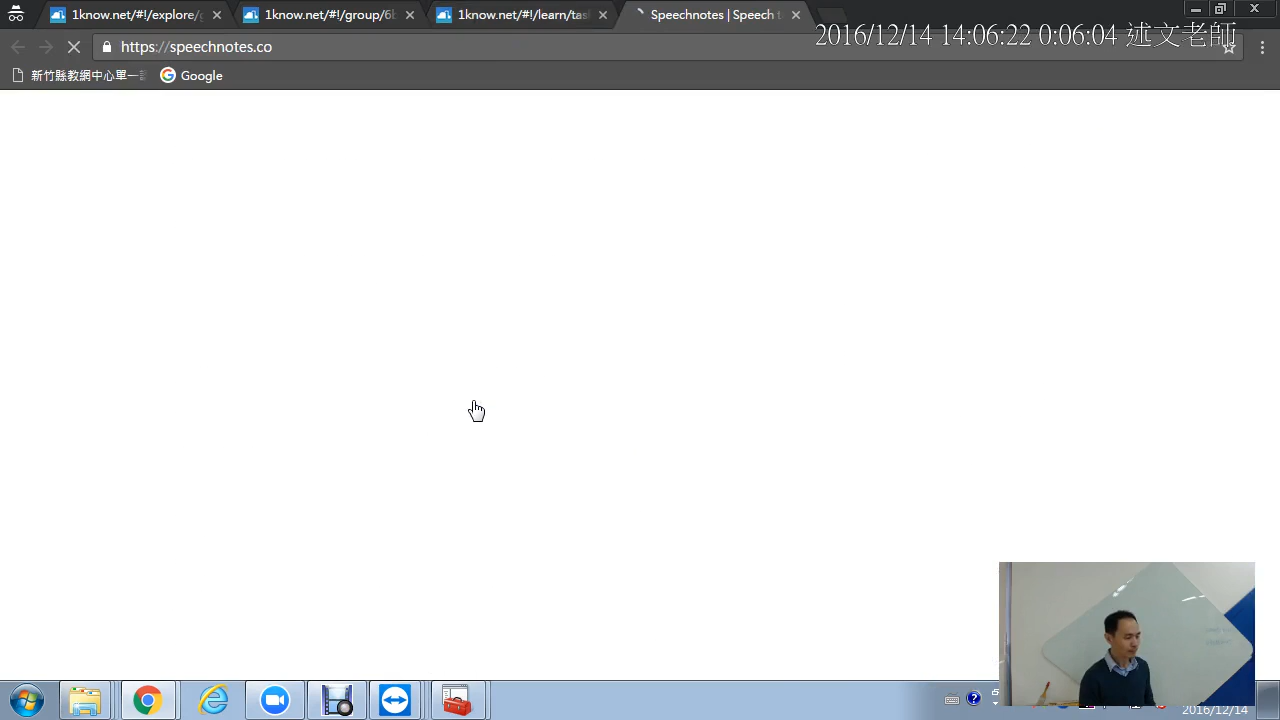 1know.net/#!/explore/g
1know.net/#!/group/6b
1know.net/#!/learn/task
Speechnotes | Speech t
https://speechnotes.co
2016/12/14 14:06:22 0:06:04 述文老師
新竹縣教網中心單一
Google
2016/12/14